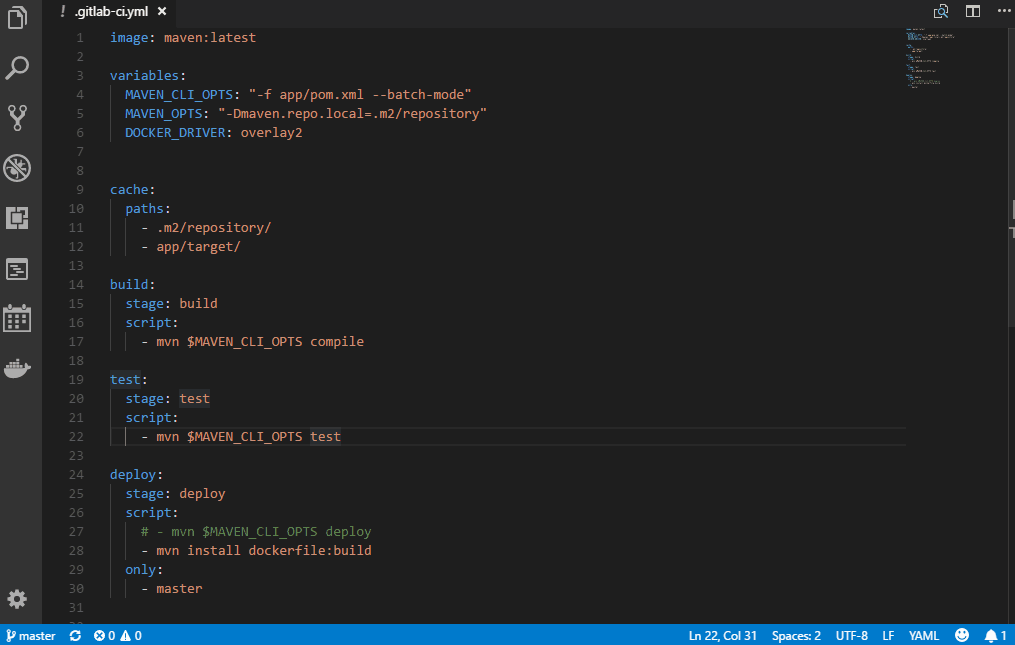 ! .gitlab-ci.yml ×
1 image: maven:latest
2
3 variables:
4 MAVEN_CLI_OPTS: "-f app/pom.xml --batch-mode"
5 MAVEN_OPTS: "-Dmaven.repo.local=.m2/repository"
6 DOCKER_DRIVER: overlay2
7
8
9 cache:
10 paths:
11 - .m2/repository/
12 - app/target/
13
14 build:
15 stage: build
16 script:
17 - mvn $MAVEN_CLI_OPTS compile
18
19 test:
20 stage: test
21 script:
22 - mvn $MAVEN_CLI_OPTS test
23
24 deploy:
25 stage: deploy
26 script:
27 # - mvn $MAVEN_CLI_OPTS deploy
28 - mvn install dockerfile:build
29 only:
30 - master
31
master 0 0 Ln 22, Col 31 Spaces: 2 UTF-8 LF YAML 1